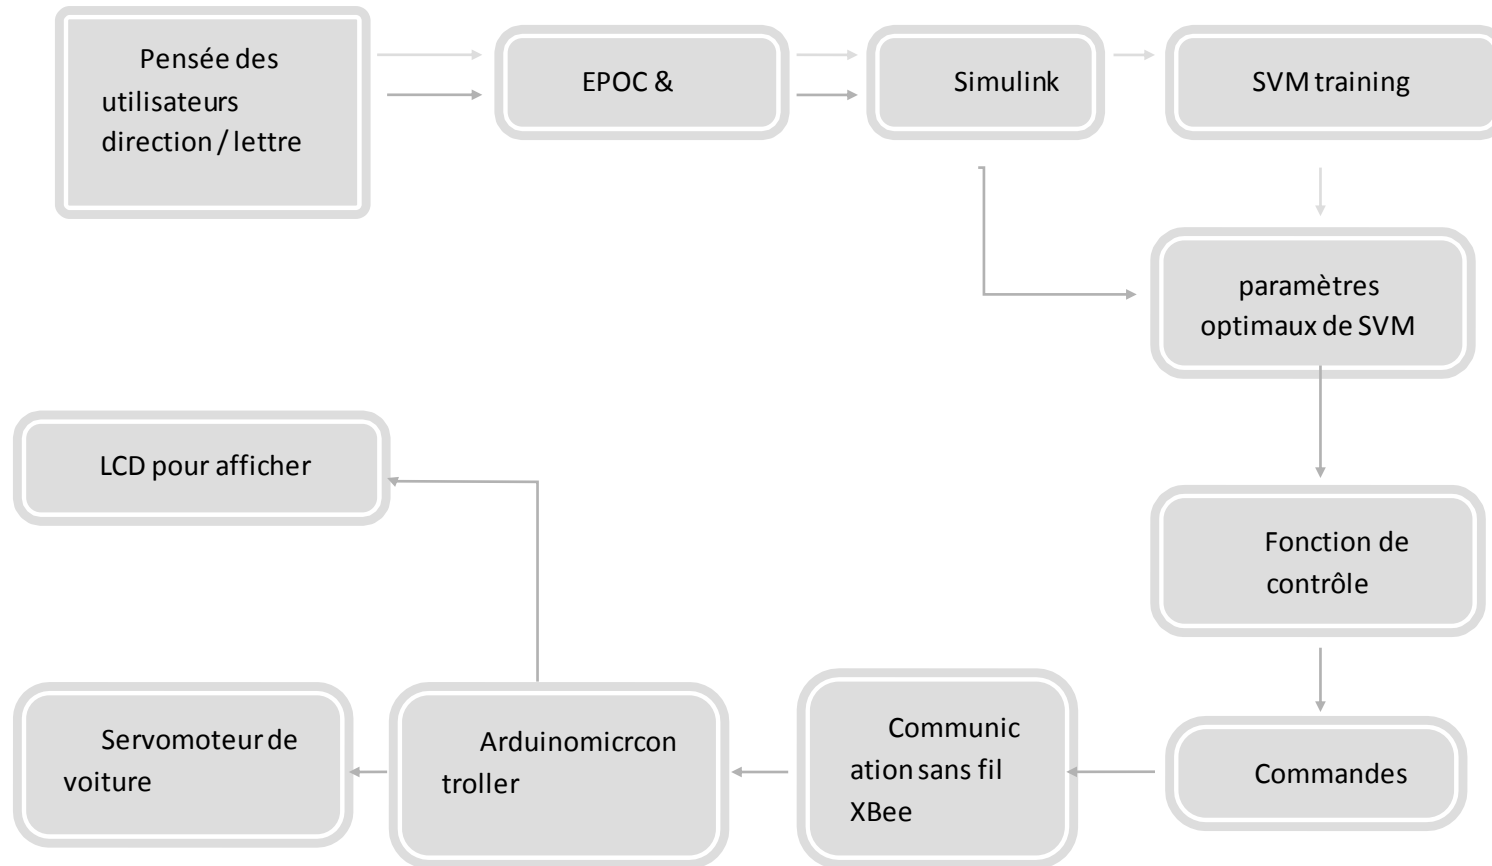 Pensée des
utilisateurs
direction / lettre
EPOC &
Simulink
SVM training
paramètres
optimaux de SVM
LCD pour afficher
Fonction de
contrôle
Servomoteur de
voiture
Arduinomicrcon
troller
Communic
ation sans fil
XBee
Commandes